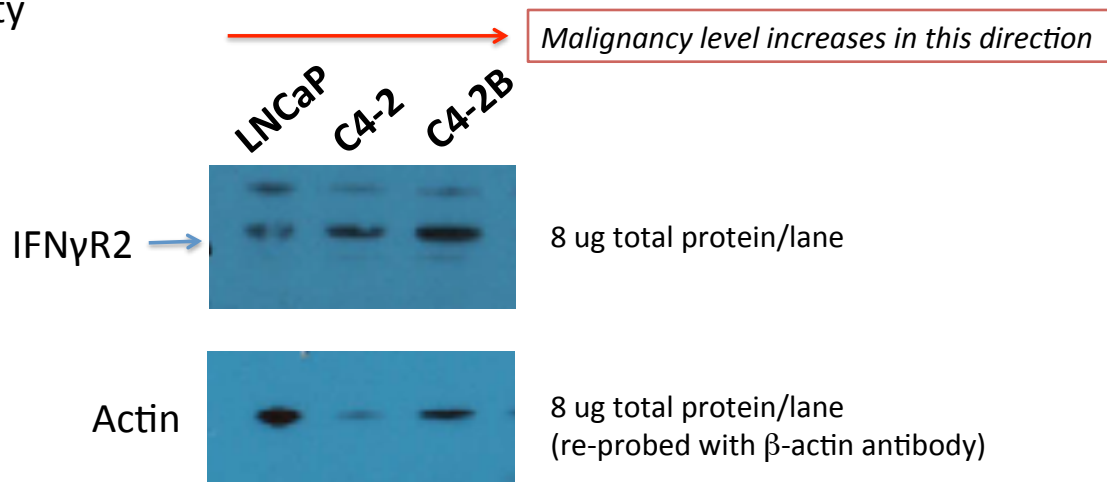 Malignancy level increases in this direction
LNCaP
C4-2
C4-2B
IFNγR2
8 ug total protein/lane
Actin
8 ug total protein/lane
(re-probed with β-actin antibody)